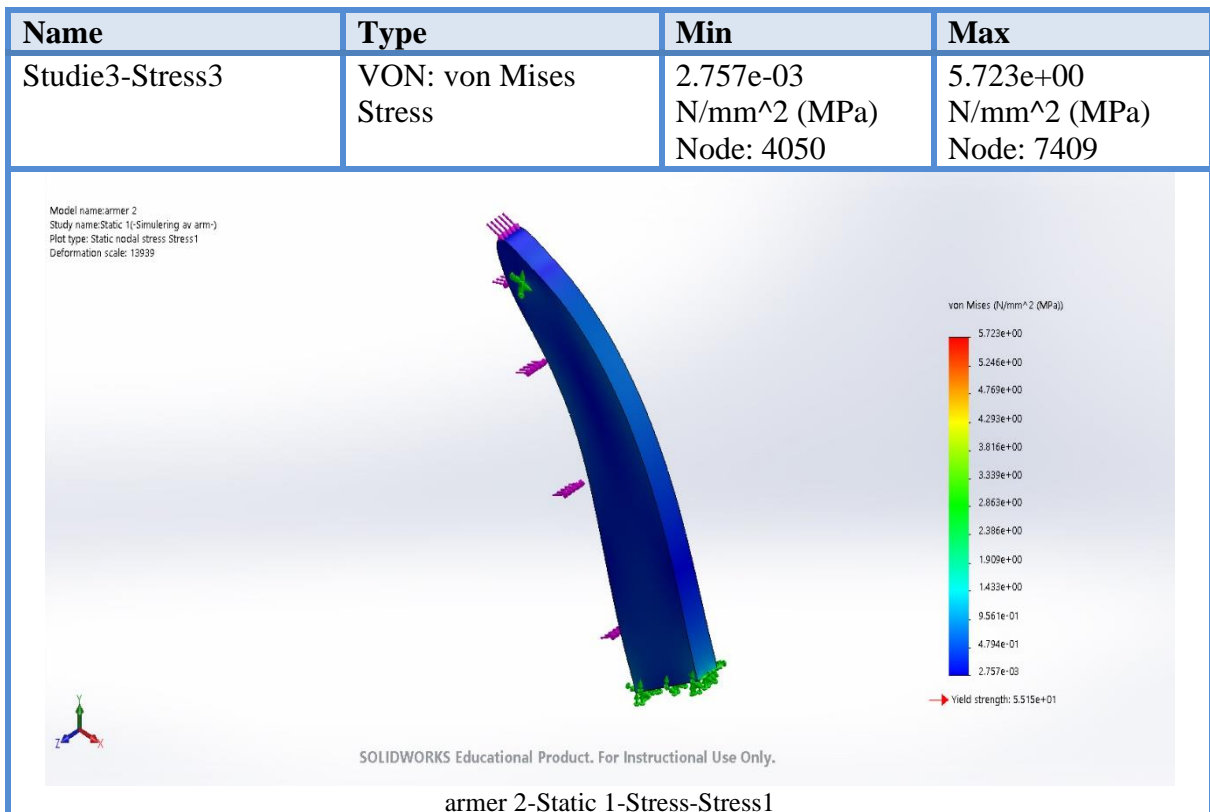 Name Type Min Max
Studie3-Stress3 VON: von Mises 2.757e-03 5.723e+00
Stress N/mm^2 (MPa) N/mm^2 (MPa)
Node: 4050 Node: 7409
Model name:armer 2
Study name:Static 1(-Simulering av arm-)
Plot type: Static nodal stress Stress1
Deformation scale: 13939
von Mises (N/mm^2 (MPa))
5.723e+00
5.246e+00
4.769e+00
4.293e+00
3.816e+00
3.339e+00
2.863e+00
2.386e+00
1.909e+00
1.433e+00
9.561e-01
4.794e-01
2.757e-03
Yield strength: 5.515e+01
Y
Z X
SOLIDWORKS Educational Product. For Instructional Use Only.
armer 2-Static 1-Stress-Stress1